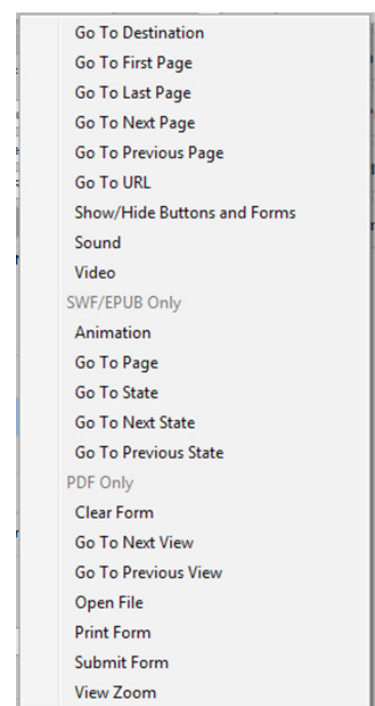 Go To Destination
Go To First Page
Go To Last Page
Go To Next Page
Go To Previous Page
Go To URL
Show/Hide Buttons and Forms
Sound
Video
SWF/EPUB Only
Animation
Go To Page
Go To State
Go To Next State
Go To Previous State
PDF Only
Clear Form
Go To Next View
Go To Previous View
Open File
Print Form
Submit Form
View Zoom